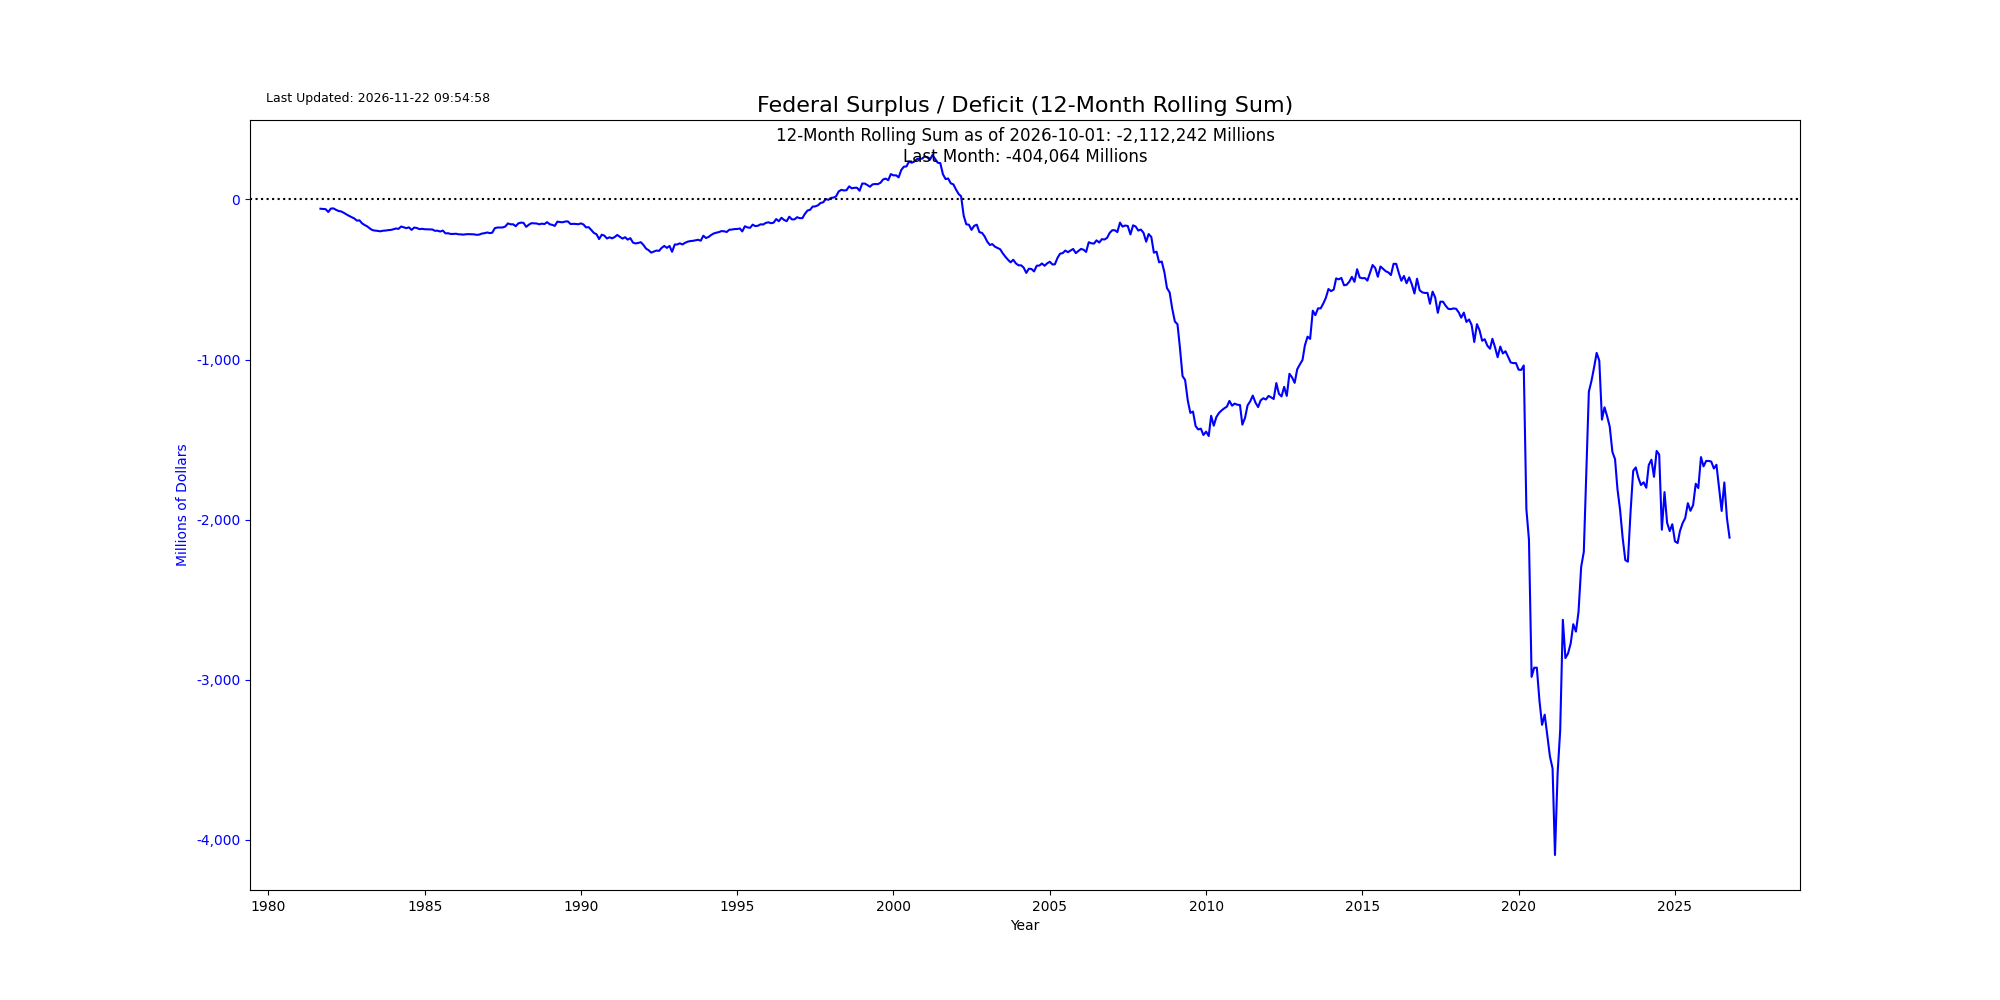 Last Updated: 2026-11-22 09:54:58
Federal Surplus / Deficit (12-Month Rolling Sum)
12-Month Rolling Sum as of 2026-10-01: -2,112,242 Millions
Last Month: -404,064 Millions
0
-1,000
-2,000
-3,000
-4,000
Millions of Dollars
1980 1985 1990 1995 2000 2005 2010 2015 2020 2025
Year